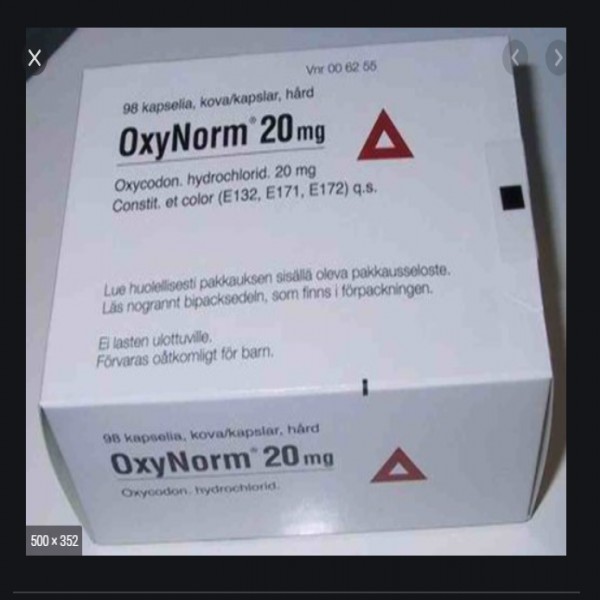 Vnr 00 62 55
98 kapselia, kova/kapslar, hård
OxyNorm® 20 mg
Oxycodon. hydrochlorid. 20 mg
Constit. et color (E132, E171, E172) q.s.
Lue huolellisesti pakkauksen sisällä oleva pakkausseloste.
Läs nogrannt bipacksedeln, som finns i förpackningen.
Ei lasten ulottuville.
Förvaras oåtkomligt för barn.
98 kapselia, kova/kapslar, hård
OxyNorm® 20 mg
Oxycodon. hydrochlorid.
500 × 352